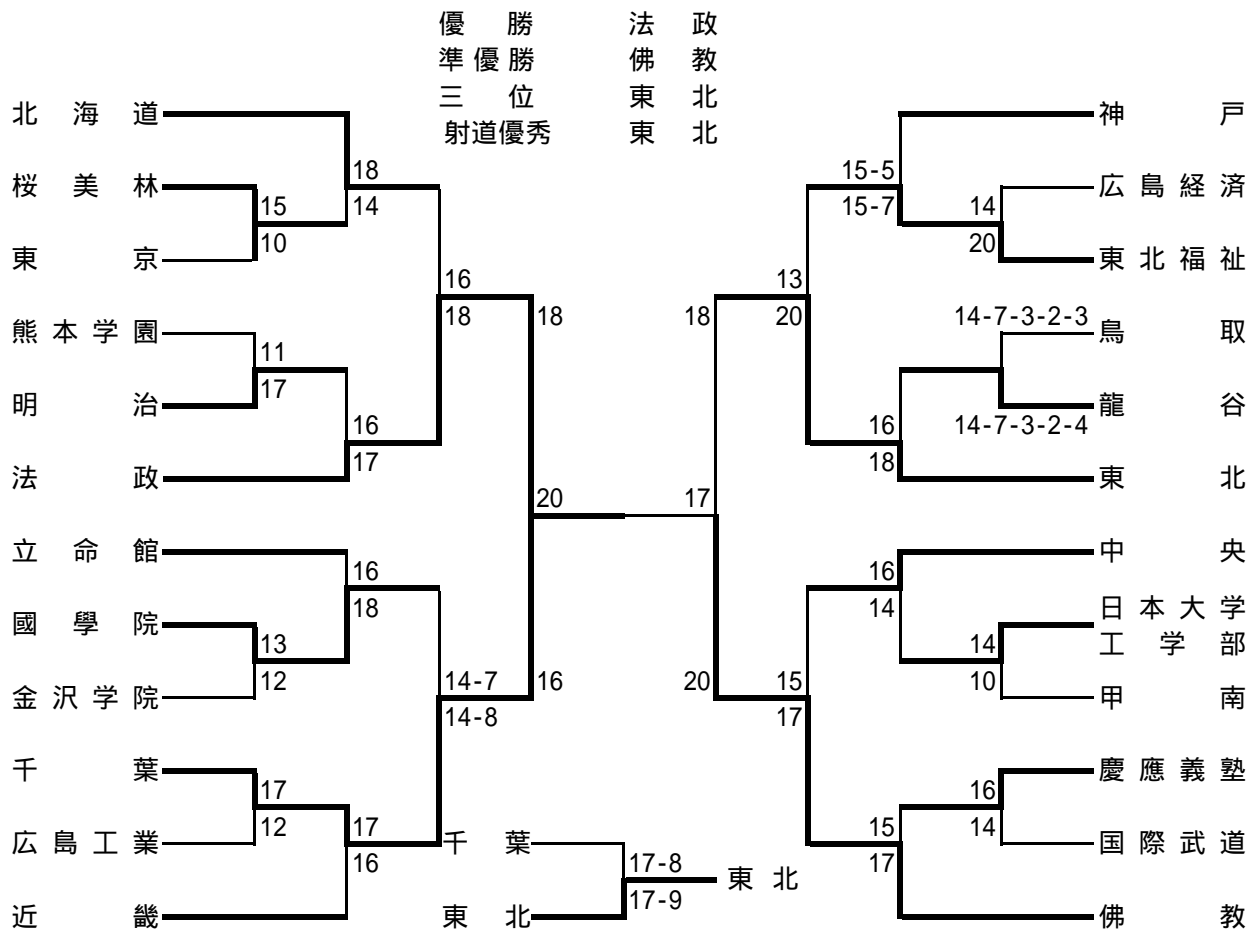 優勝 法政
準優勝 佛教
三位 東北
射道優秀 東北
北海道
桜美林
東京
熊本学園
明治
法政
立命館
國學院
金沢学院
千葉
広島工業
近畿
15
10
11
17
13
12
17
12
18
14
16
17
16
18
17
16
16
18
14-7
14-8
18
16
20
17
18
20
13
20
15
17
15-5
15-7
16
18
16
14
15
17
14
20
14-7-3-2-3
14-7-3-2-4
14
10
16
14
神戸
広島経済
東北福祉
鳥取
龍谷
東北
中央
日本大学
工学部
甲南
慶應義塾
国際武道
佛教
千葉
東北
17-8
17-9
東北